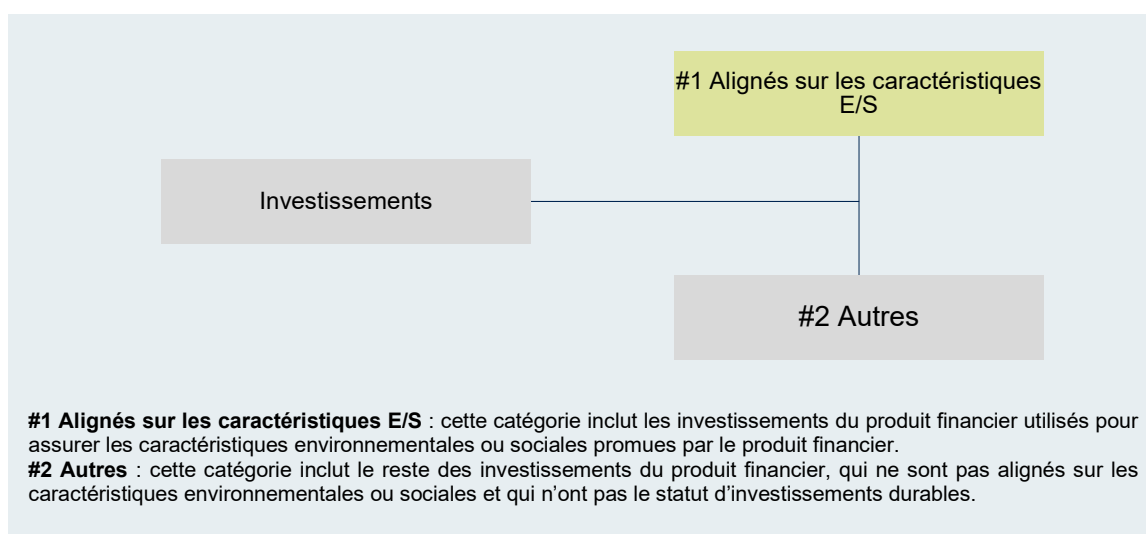 #1 Alignés sur les caractéristiques
E/S
Investissements
#2 Autres
#1 Alignés sur les caractéristiques E/S : cette catégorie inclut les investissements du produit financier utilisés pour
assurer les caractéristiques environnementales ou sociales promues par le produit financier.
#2 Autres : cette catégorie inclut le reste des investissements du produit financier, qui ne sont pas alignés sur les
caractéristiques environnementales ou sociales et qui n’ont pas le statut d’investissements durables.